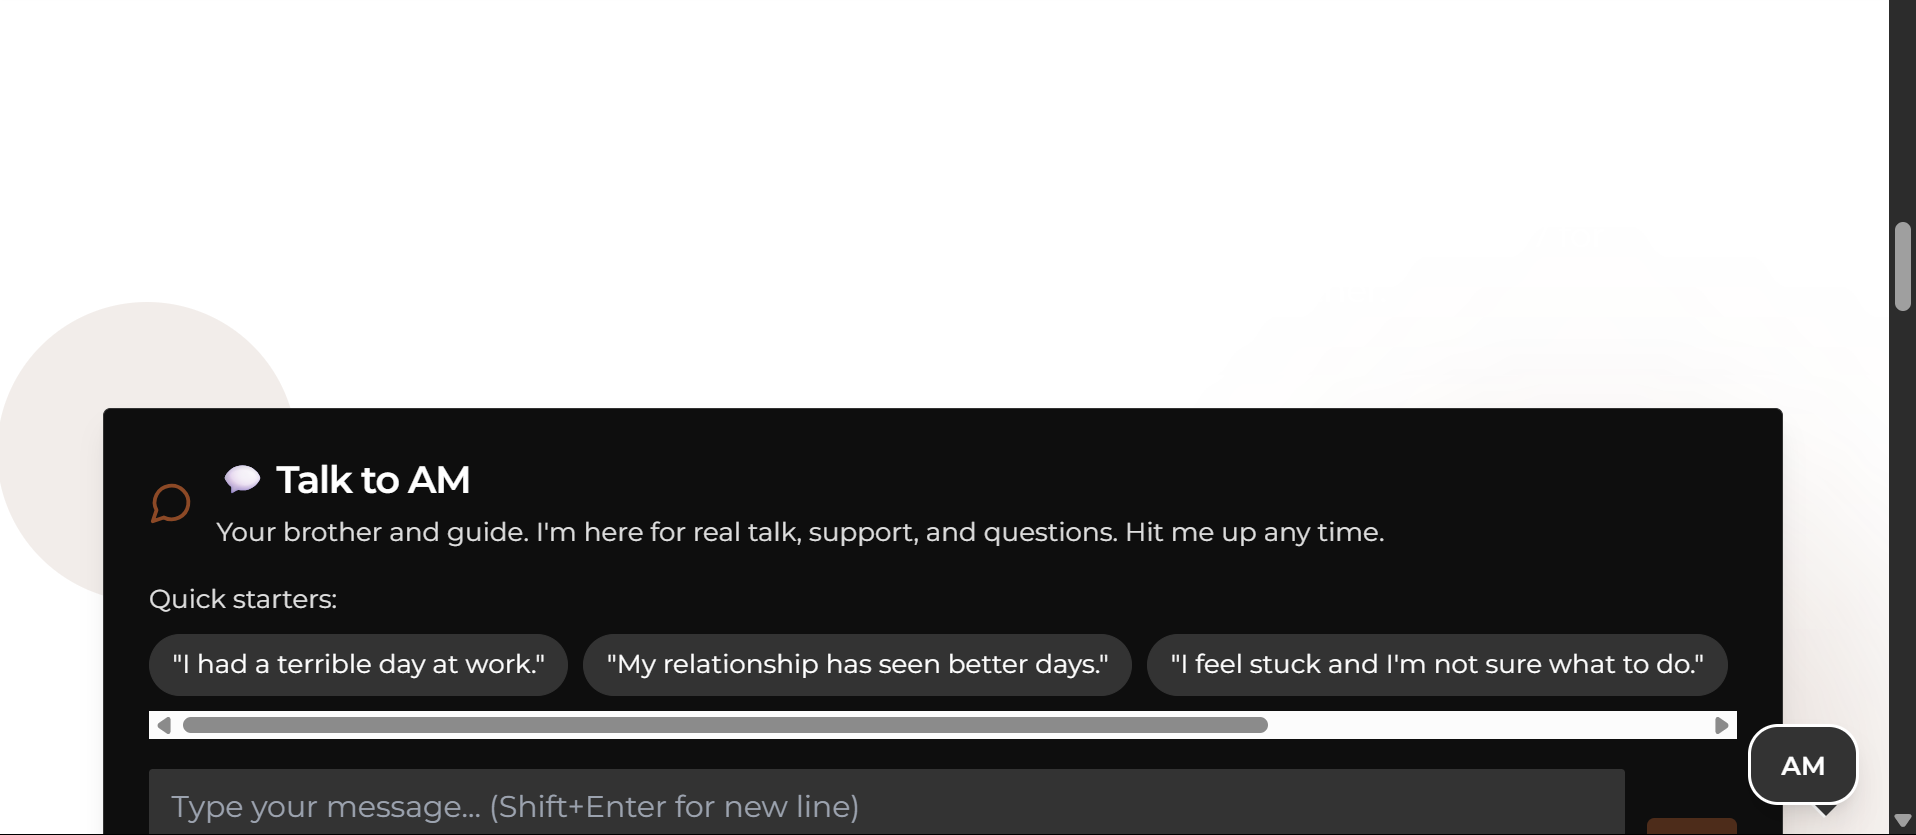 Talk to AM
Your brother and guide. I'm here for real talk, support, and questions. Hit me up any time.
Quick starters:
"I had a terrible day at work." "My relationship has seen better days." "I feel stuck and I'm not sure what to do."
Type your message... (Shift+Enter for new line)
AM